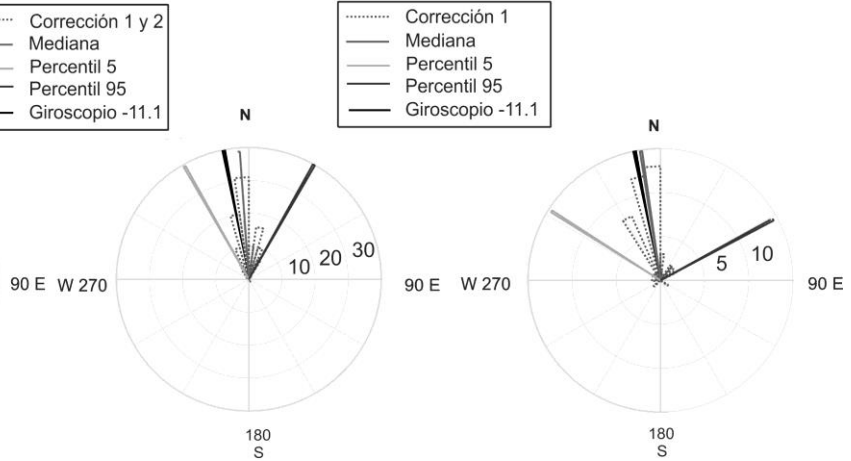 Corrección 1 y 2
Mediana
Percentil 5
Percentil 95
Giroscopio -11.1
Corrección 1
Mediana
Percentil 5
Percentil 95
Giroscopio -11.1
N
N
10 20 30
5 10
90 E W 270
90 E W 270
90 E
180
S
180
S